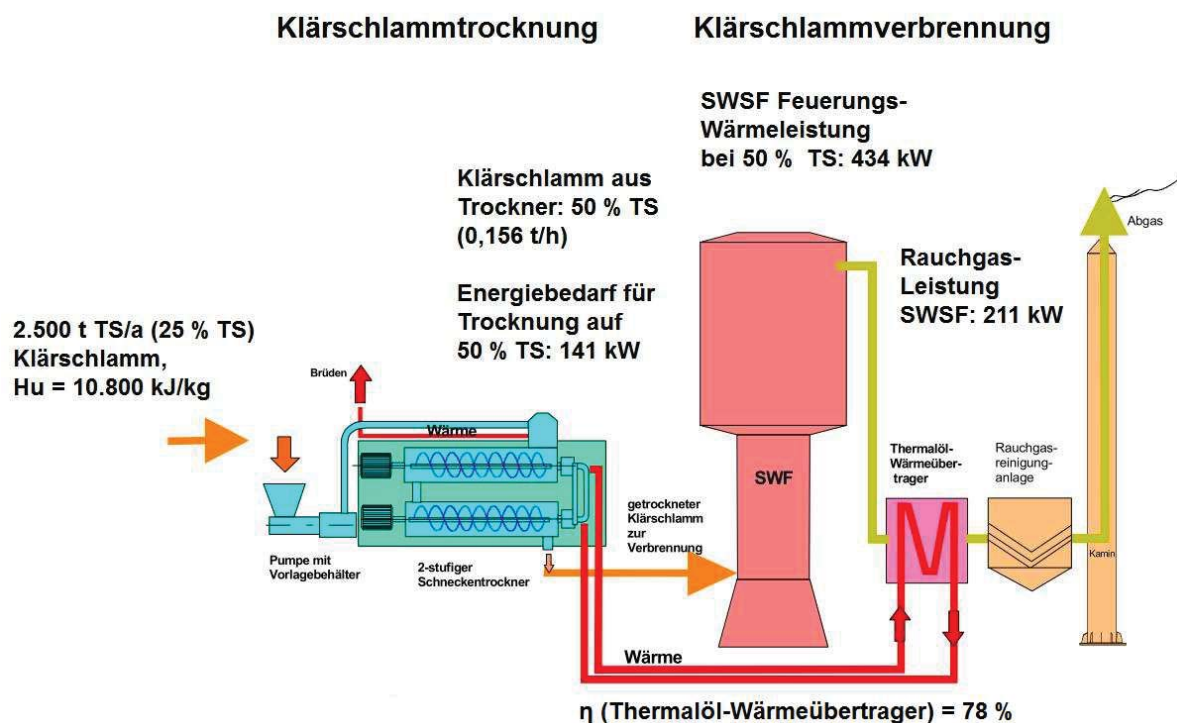 Klärschlammtrocknung
Klärschlammverbrennung
SWSF Feuerungs-
Wärmeleistung
bei 50 % TS: 434 kW
Klärschlamm aus
Trockner: 50 % TS
(0,156 t/h)
Energiebedarf für
Trocknung auf
50 % TS: 141 kW
Abgas
Rauchgas-
Leistung
SWSF: 211 kW
2.500 t TS/a (25 % TS)
Klärschlamm,
Hu = 10.800 kJ/kg
Brüden
Wärme
Pumpe mit
Vorlagebehälter
2-stufiger
Schneckentrockner
getrockneter
Klärschlamm
zur
Verbrennung
SWF
Thermalöl-
Wärmeüber-
trager
Rauchgas-
reinigung-
anlage
Kamin
Wärme
η (Thermalöl-Wärmeübertrager) = 78 %